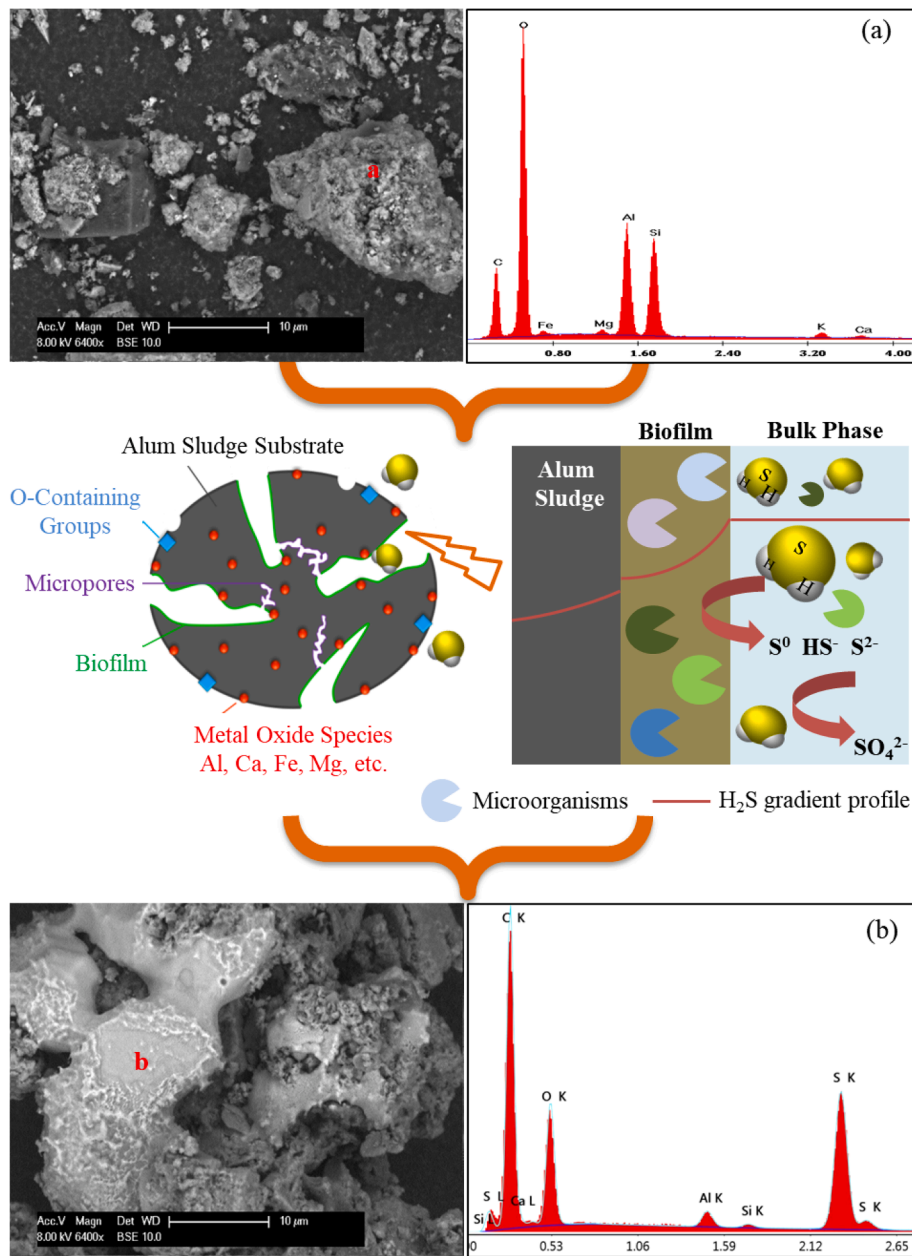 a
Acc.V Magn Det WD 10 μm
8.00 kV 6400x BSE 10.0
(a)
O
C
Fe
Mg
Al
Si
K
Ca
0.80 1.60 2.40 3.20 4.00
Alum Sludge Substrate
O-Containing
Groups
Micropores
Biofilm
Metal Oxide Species
Al, Ca, Fe, Mg, etc.
Biofilm Bulk Phase
Alum
Sludge
S
H H
S
H H
S⁰ HS⁻ S²⁻
SO₄²⁻
Microorganisms H₂S gradient profile
b
Acc.V Magn Det WD 10 μm
8.00 kV 6400x BSE 10.0
(b)
C K
O K
S K
S L
Si
Ca L
Al K
Si K
S K
0.53 1.06 1.59 2.12 2.65